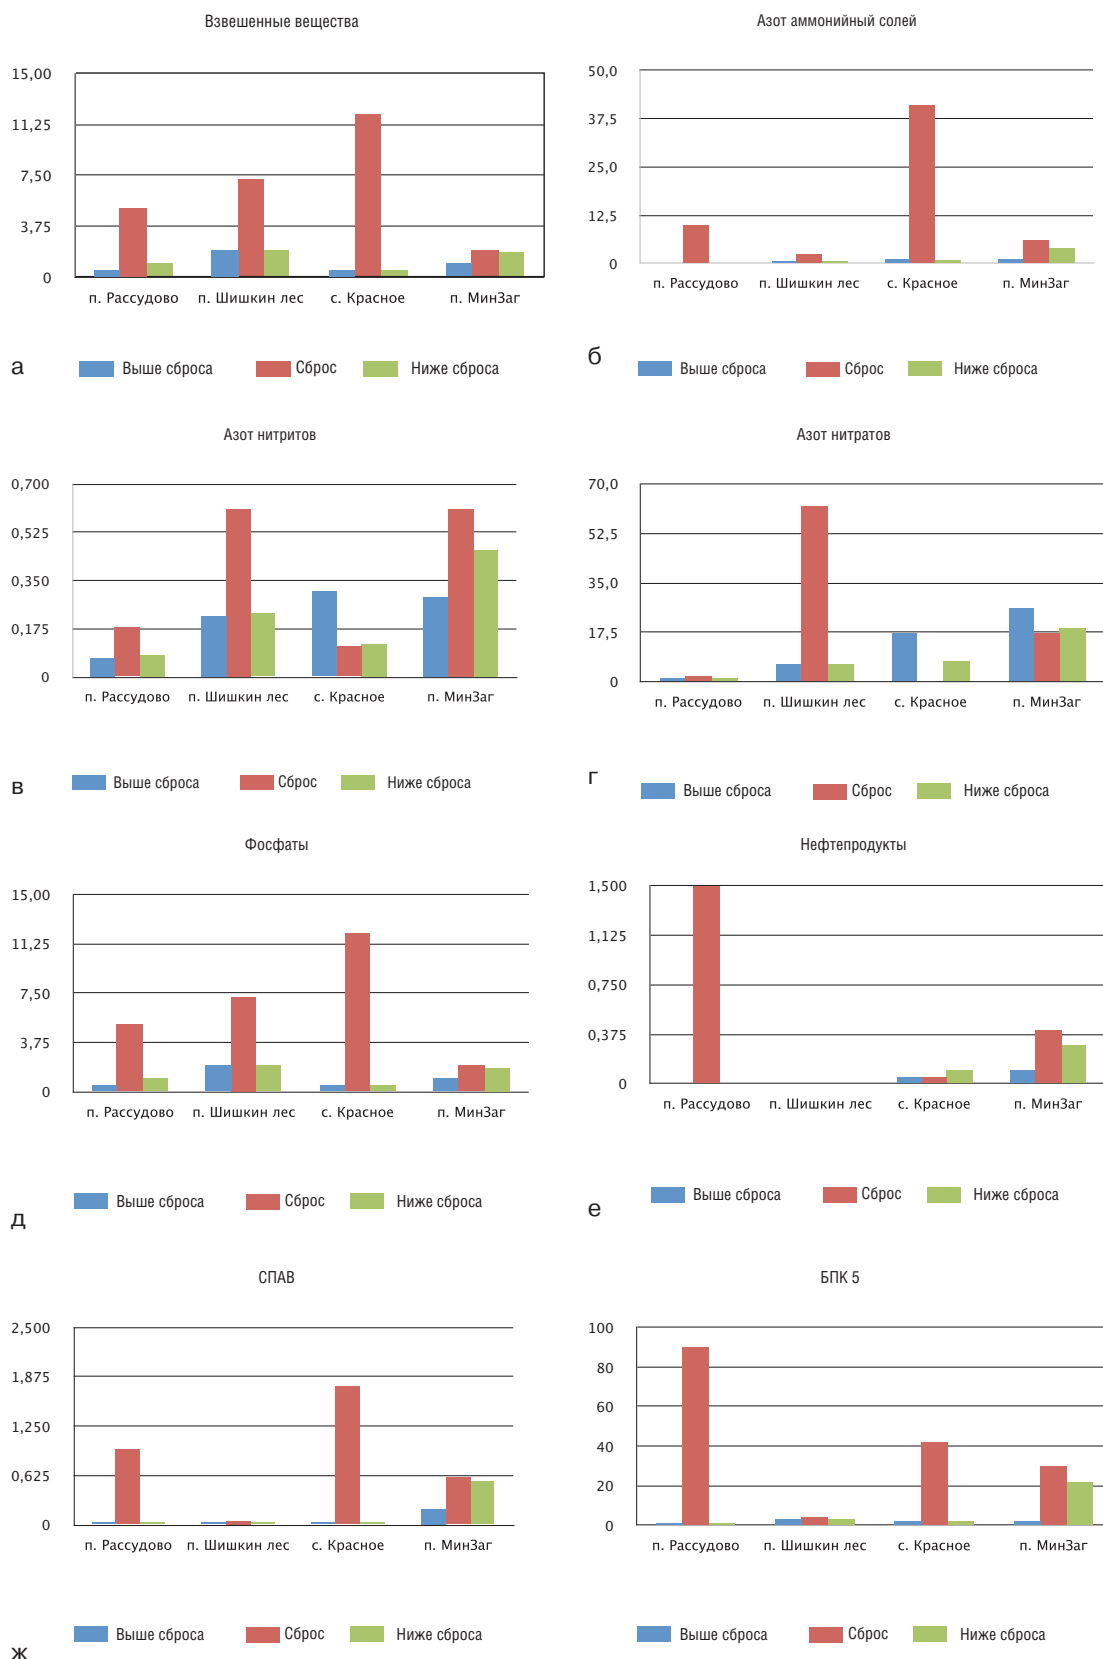 Взвешенные вещества
15,00
11,25
7,50
3,75
0
п. Рассудово п. Шишкин лес с. Красное п. МинЗаг
а
Выше сброса Сброс Ниже сброса
Азот аммонийный солей
50,0
37,5
25,0
12,5
0
п. Рассудово п. Шишкин лес с. Красное п. МинЗаг
б
Выше сброса Сброс Ниже сброса
Азот нитритов
0,700
0,525
0,350
0,175
0
п. Рассудово п. Шишкин лес с. Красное п. МинЗаг
в
Выше сброса Сброс Ниже сброса
Азот нитратов
70,0
52,5
35,0
17,5
0
п. Рассудово п. Шишкин лес с. Красное п. МинЗаг
г
Выше сброса Сброс Ниже сброса
Фосфаты
15,00
11,25
7,50
3,75
0
п. Рассудово п. Шишкин лес с. Красное п. МинЗаг
д
Выше сброса Сброс Ниже сброса
Нефтепродукты
1,500
1,125
0,750
0,375
0
п. Рассудово п. Шишкин лес с. Красное п. МинЗаг
е
Выше сброса Сброс Ниже сброса
СПАВ
2,500
1,875
1,250
0,625
0
п. Рассудово п. Шишкин лес с. Красное п. МинЗаг
ж
Выше сброса Сброс Ниже сброса
БПК 5
100
80
60
40
20
0
п. Рассудово п. Шишкин лес с. Красное п. МинЗаг
Выше сброса Сброс Ниже сброса